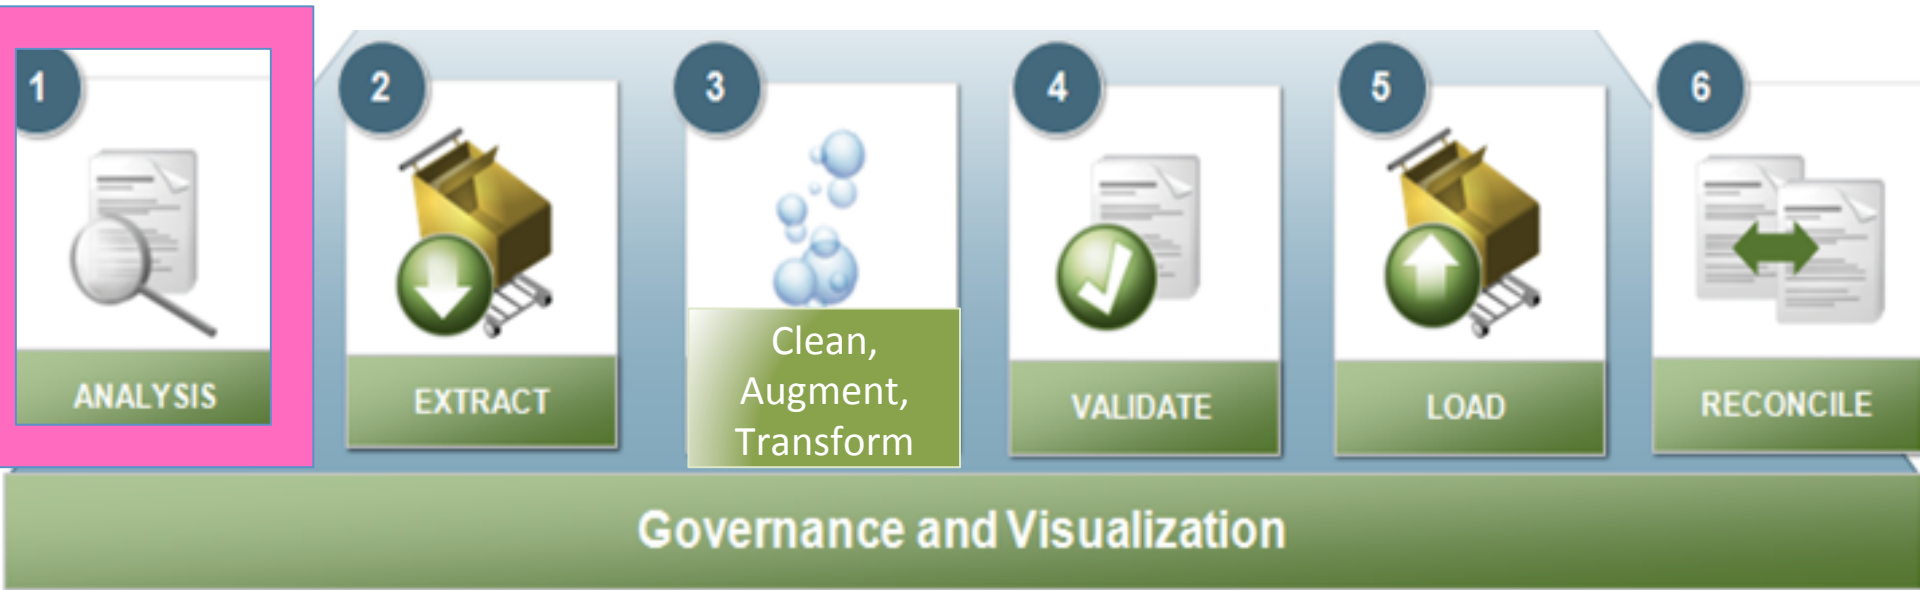 1
2
3
4
5
6
ANALYSIS
EXTRACT
Clean,
Augment,
Transform
VALIDATE
LOAD
RECONCILE
Governance and Visualization